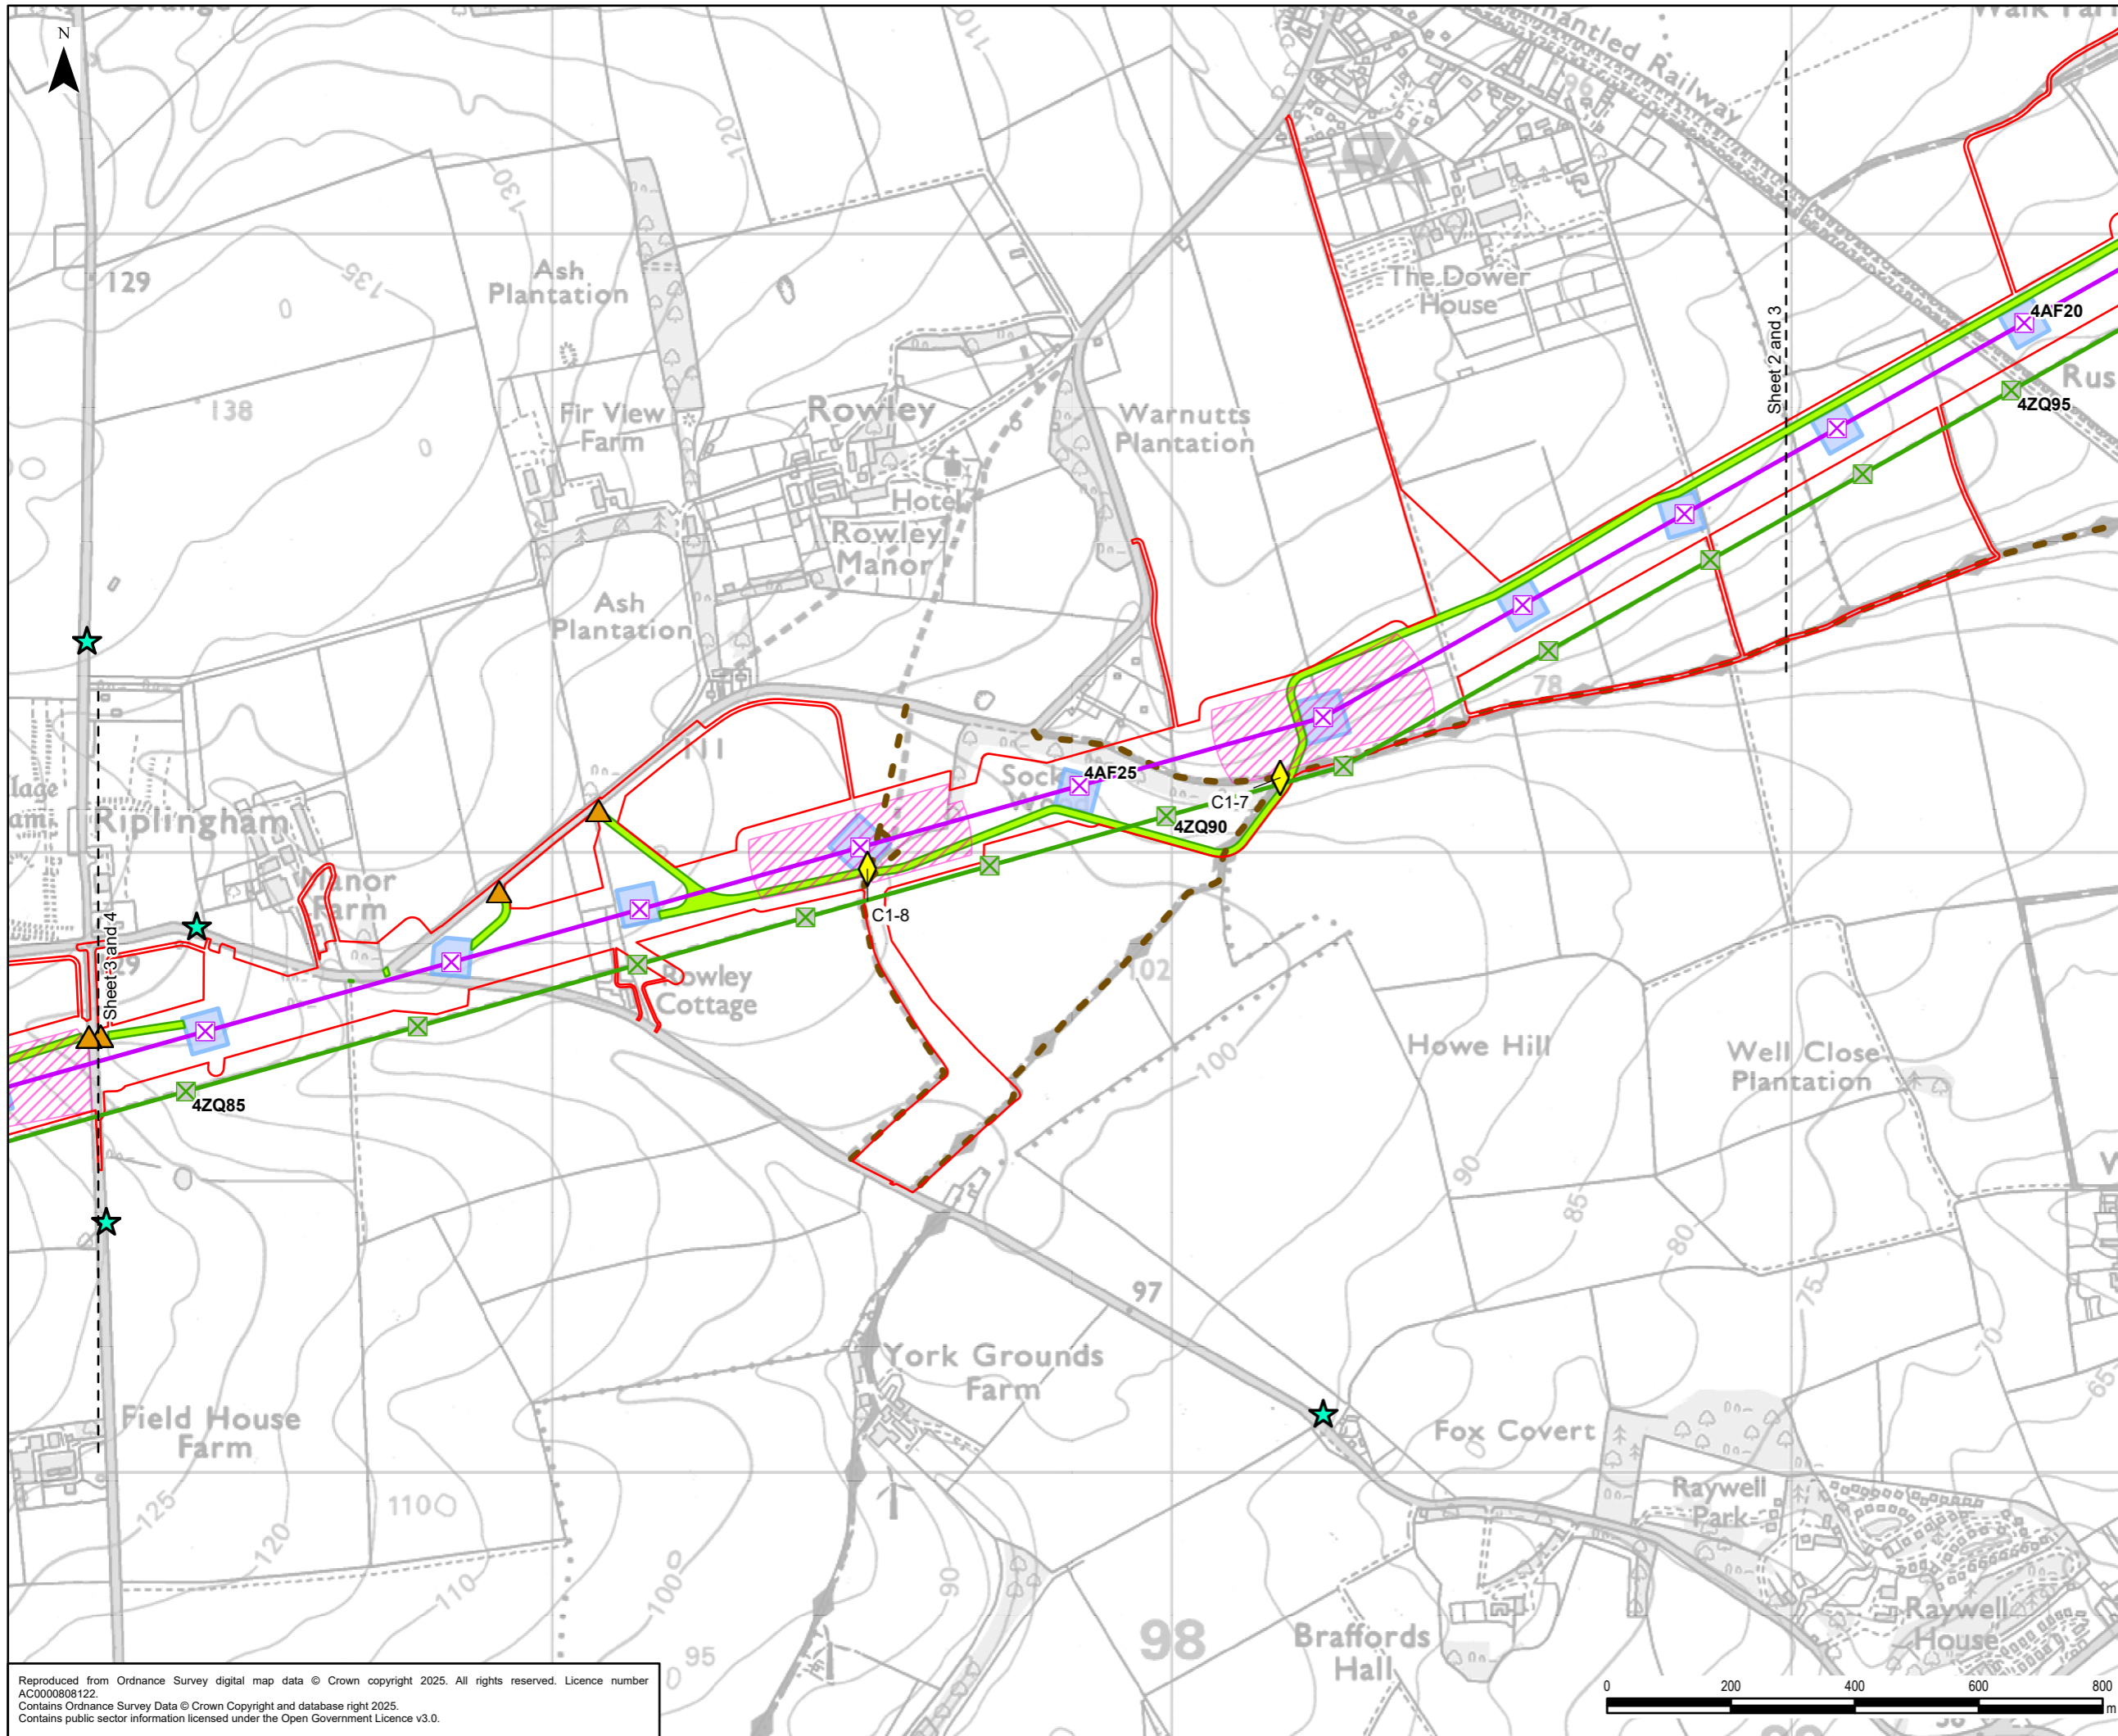 N
110
Dismantled Railway
96
120
130
129
135
Ash
Plantation
The Dower
House
4AF20
Sheet 2 and 3
4ZQ95
138
Fir View
Farm
Rowley
Warnutts
Plantation
Hotel
Rowley
Manor
Ash
Plantation
78
111
4AF25
C1-7
4ZQ90
Riplingham
Manor
Farm
C1-8
Sheet 3 and 4
Rowley
Cottage
102
Howe Hill
Well Close
Plantation
100
4ZQ85
90
85
80
75
97
70
65
York Grounds
Farm
Field House
Farm
Fox Covert
125
120
110
110
100
90
95
Raywell
Park
Raywell
House
98
Braffords
Hall
0 200 400 600 800
m
Reproduced from Ordnance Survey digital map data © Crown copyright 2025. All rights reserved. Licence number
AC0000808122.
Contains Ordnance Survey Data © Crown Copyright and database right 2025.
Contains public sector information licensed under the Open Government Licence v3.0.